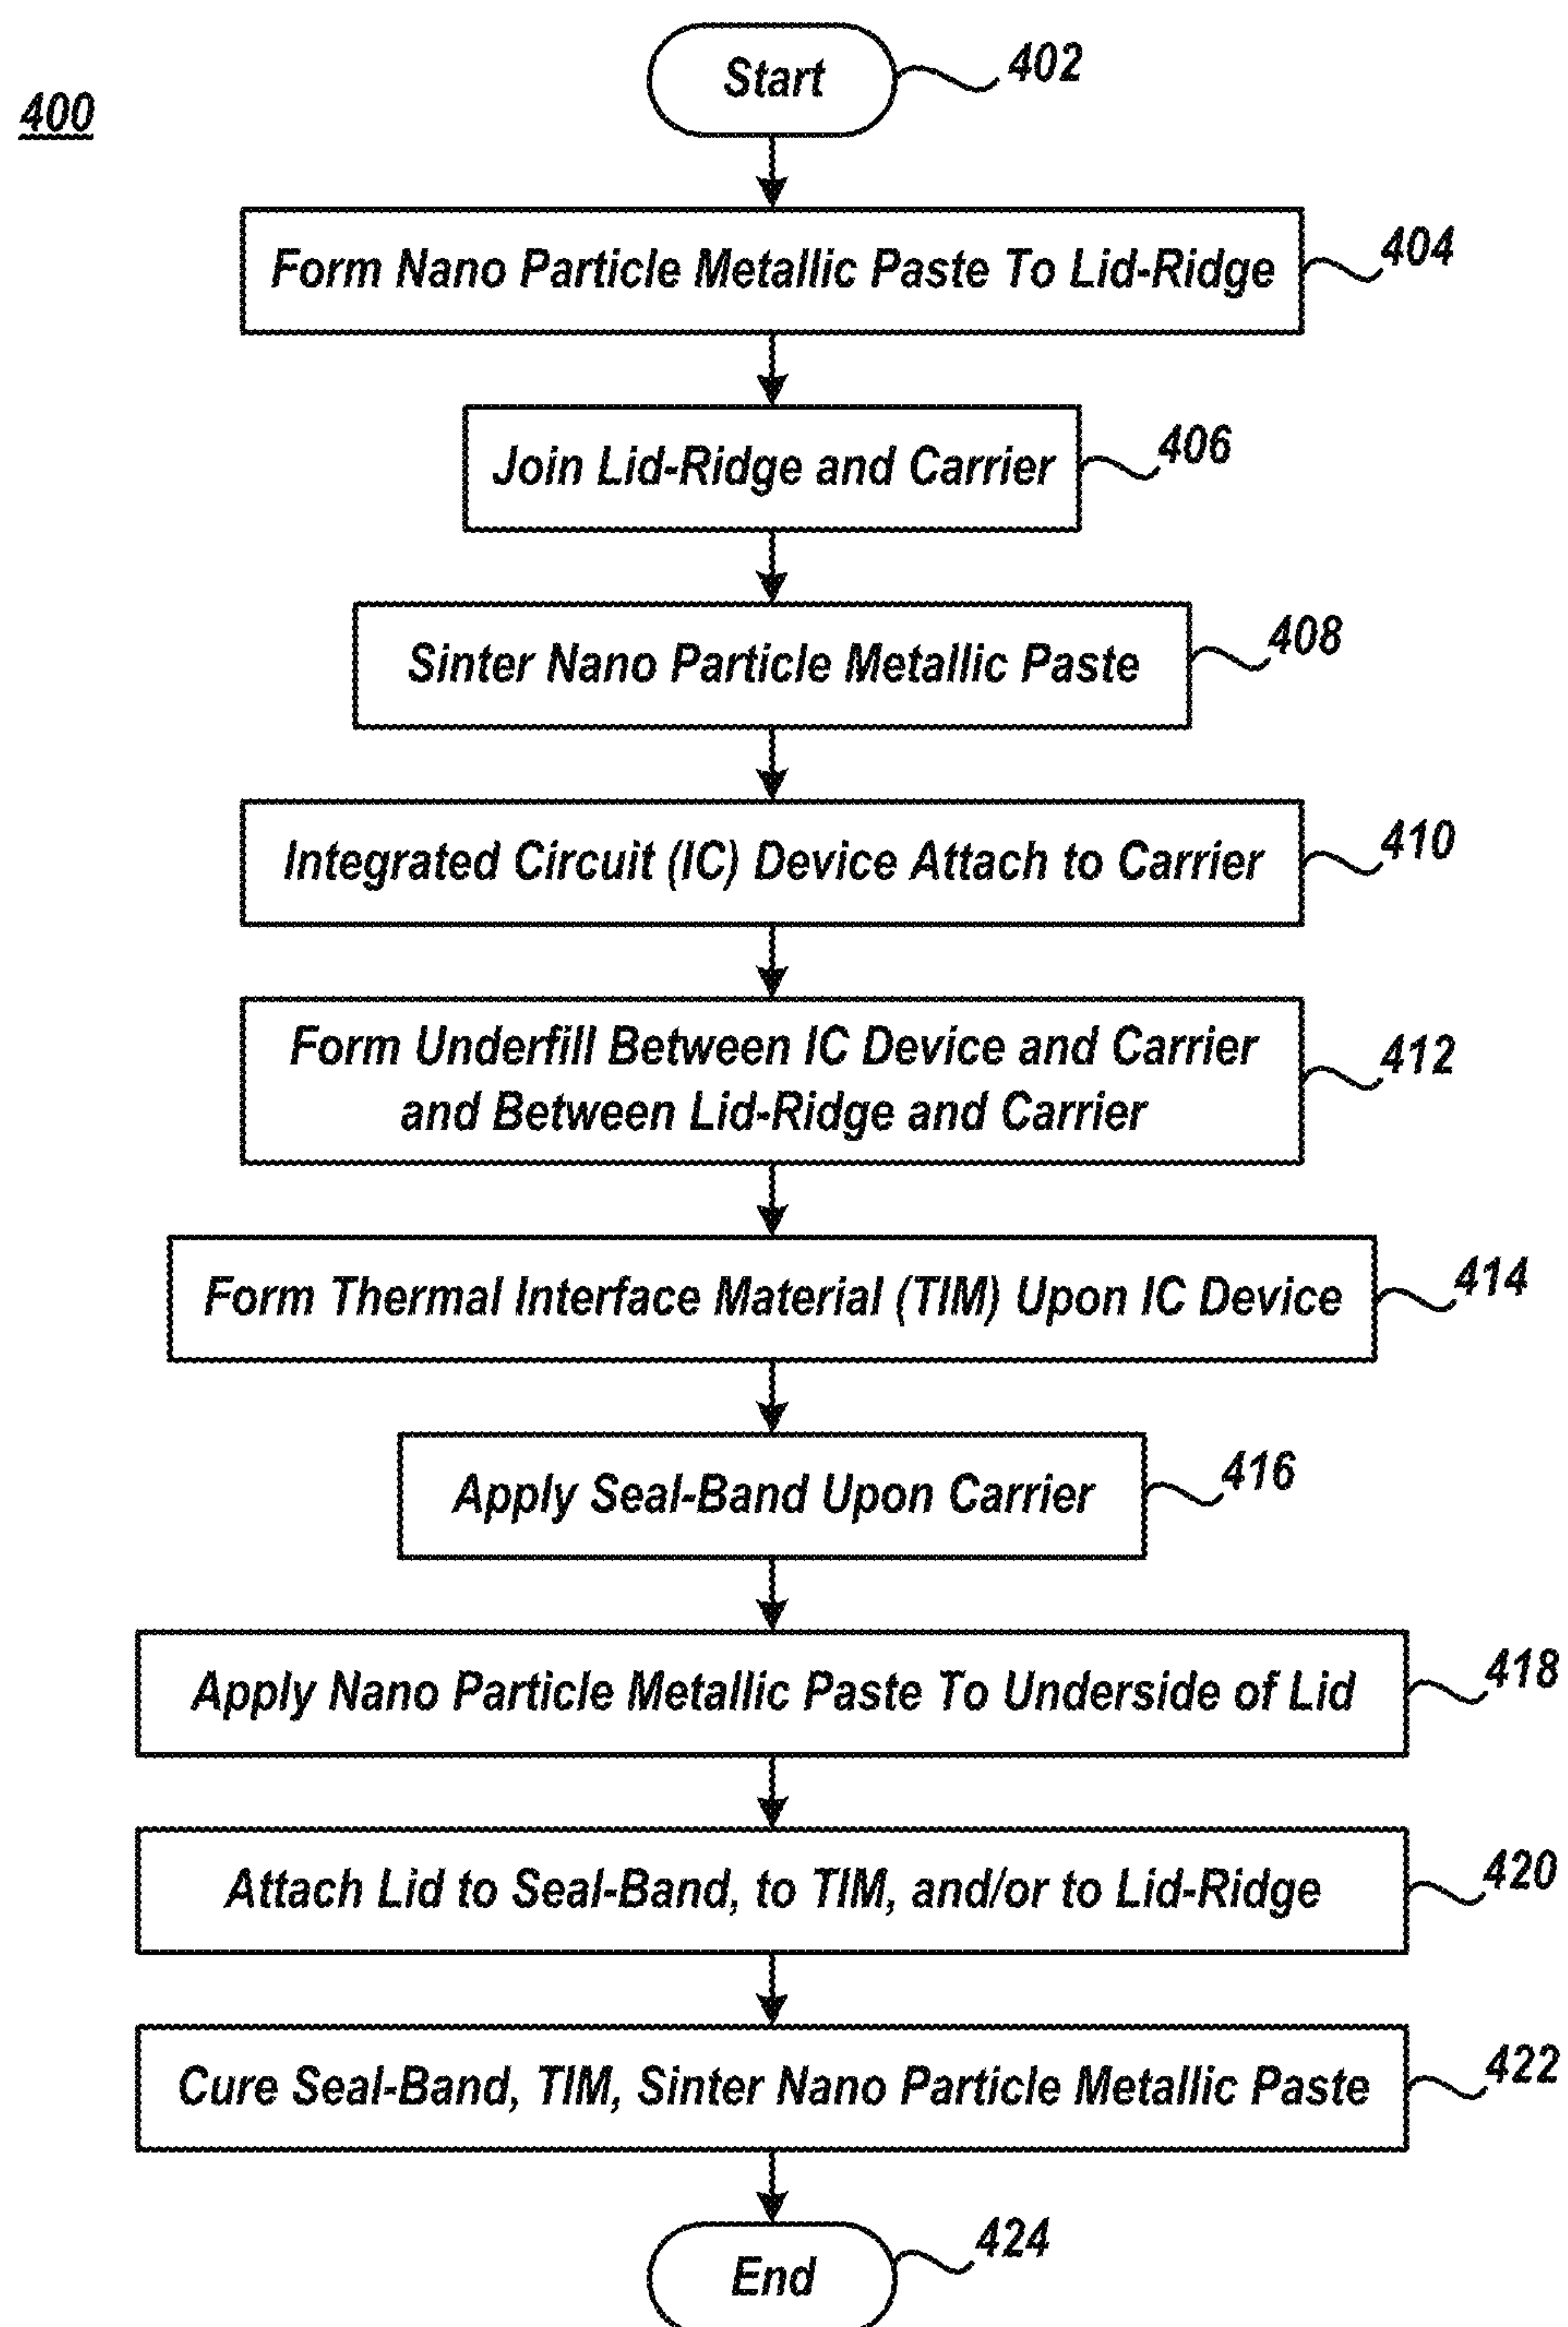 400
Start
402
Form Nano Particle Metallic Paste To Lid-Ridge
404
Join Lid-Ridge and Carrier
406
Sinter Nano Particle Metallic Paste
408
Integrated Circuit (IC) Device Attach to Carrier
410
Form Underfill Between IC Device and Carrier
and Between Lid-Ridge and Carrier
412
Form Thermal Interface Material (TIM) Upon IC Device
414
Apply Seal-Band Upon Carrier
416
Apply Nano Particle Metallic Paste To Underside of Lid
418
Attach Lid to Seal-Band, to TIM, and/or to Lid-Ridge
420
Cure Seal-Band, TIM, Sinter Nano Particle Metallic Paste
422
End
424